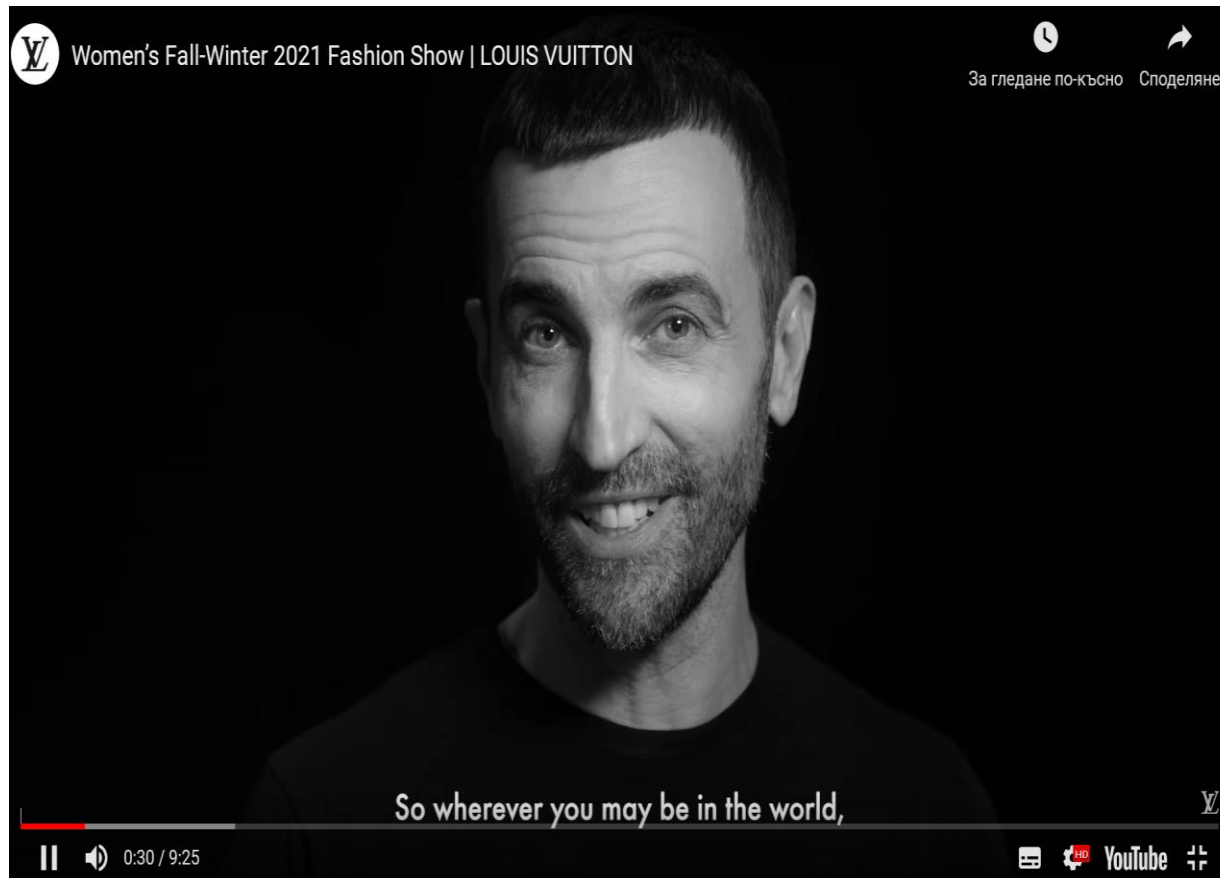 Women's Fall-Winter 2021 Fashion Show | LOUIS VUITTON
За гледане по-късно
Споделяне
So wherever you may be in the world,
0:30 / 9:25
HD
YouTube